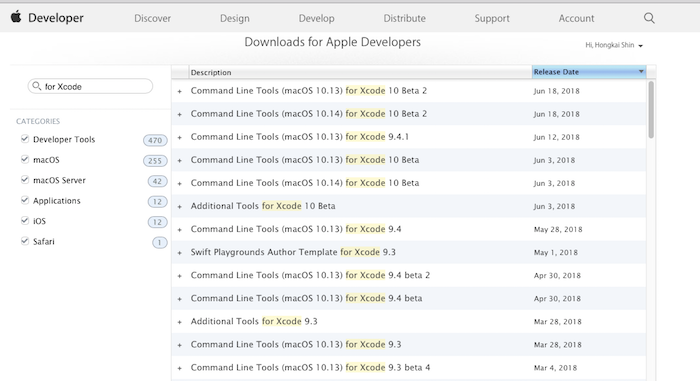 Developer Discover Design Develop Distribute Support Account
Downloads for Apple Developers
Hi, Hongkai Shin
for Xcode
CATEGORIES
Developer Tools 470
macOS 255
macOS Server 42
Applications 12
iOS 12
Safari 1
Description Release Date
+ Command Line Tools (macOS 10.13) for Xcode 10 Beta 2 Jun 18, 2018
+ Command Line Tools (macOS 10.14) for Xcode 10 Beta 2 Jun 18, 2018
+ Command Line Tools (macOS 10.13) for Xcode 9.4.1 Jun 12, 2018
+ Command Line Tools (macOS 10.13) for Xcode 10 Beta Jun 3, 2018
+ Command Line Tools (macOS 10.14) for Xcode 10 Beta Jun 3, 2018
+ Additional Tools for Xcode 10 Beta Jun 3, 2018
+ Command Line Tools (macOS 10.13) for Xcode 9.4 May 28, 2018
+ Swift Playgrounds Author Template for Xcode 9.3 May 1, 2018
+ Command Line Tools (macOS 10.13) for Xcode 9.4 beta 2 Apr 30, 2018
+ Command Line Tools (macOS 10.13) for Xcode 9.4 beta Apr 30, 2018
+ Additional Tools for Xcode 9.3 Mar 28, 2018
+ Command Line Tools (macOS 10.13) for Xcode 9.3 Mar 28, 2018
+ Command Line Tools (macOS 10.13) for Xcode 9.3 beta 4 Mar 4, 2018